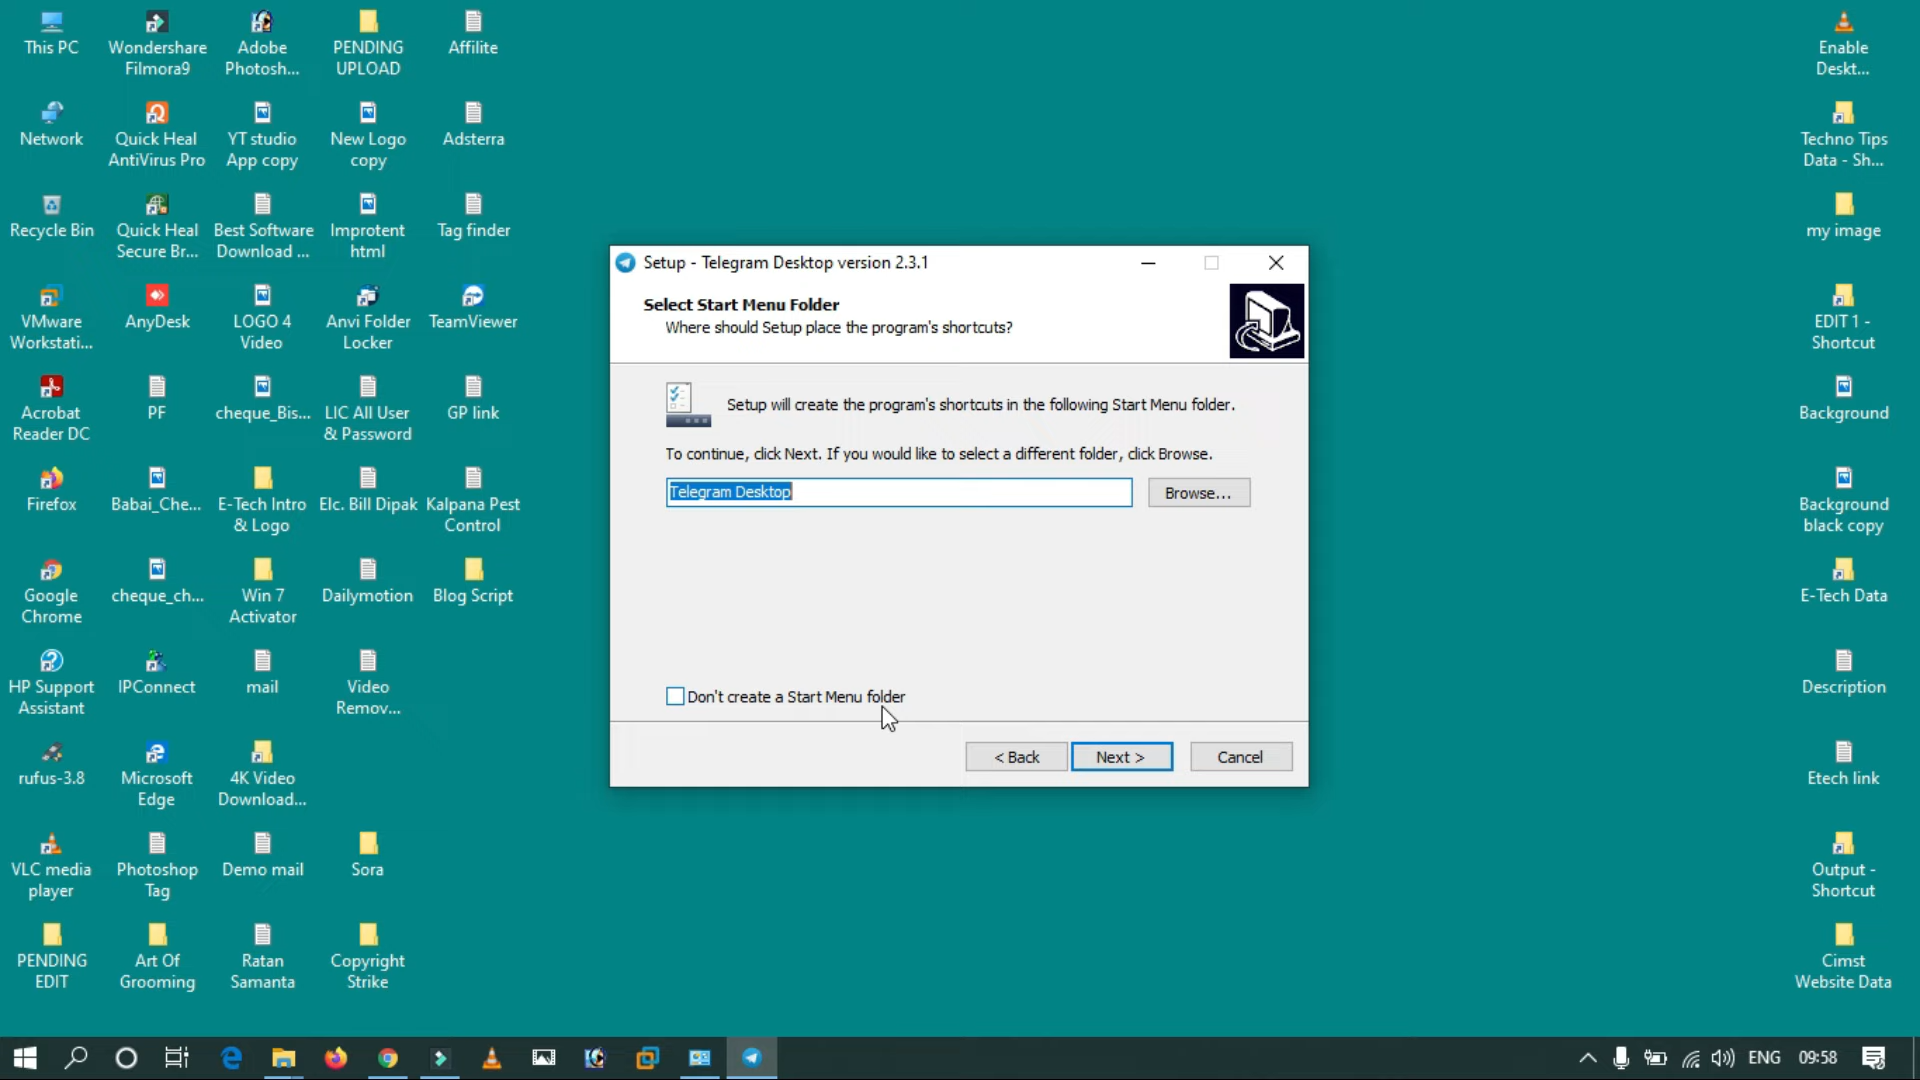 This PC
Wondershare
Filmora9
Adobe
Photosh...
PENDING
UPLOAD
Affilite
Enable
Deskt...
Network
Quick Heal
AntiVirus Pro
YT studio
App copy
New Logo
copy
Adsterra
Techno Tips
Data - Sh...
Recycle Bin
Quick Heal
Secure Br...
Best Software
Download ...
Improtent
html
Tag finder
my image
VMware
Workstati...
AnyDesk
LOGO 4
Video
Anvi Folder
Locker
TeamViewer
EDIT 1 -
Shortcut
Acrobat
Reader DC
PF
cheque_Bis...
LIC All User
& Password
GP link
Background
Firefox
Babai_Che...
E-Tech Intro
& Logo
Elc. Bill Dipak
Kalpana Pest
Control
Background
black copy
Google
Chrome
cheque_ch...
Win 7
Activator
Dailymotion
Blog Script
E-Tech Data
HP Support
Assistant
IPConnect
mail
Video
Remov...
Description
rufus-3.8
Microsoft
Edge
4K Video
Download...
Etech link
VLC media
player
Photoshop
Tag
Demo mail
Sora
Output -
Shortcut
PENDING
EDIT
Art Of
Grooming
Ratan
Samanta
Copyright
Strike
Cimst
Website Data
Setup - Telegram Desktop version 2.3.1
Select Start Menu Folder
Where should Setup place the program's shortcuts?
Setup will create the program's shortcuts in the following Start Menu folder.
To continue, click Next. If you would like to select a different folder, click Browse.
Telegram Desktop
Browse...
Don't create a Start Menu folder
< Back
Next >
Cancel
ENG
09:58